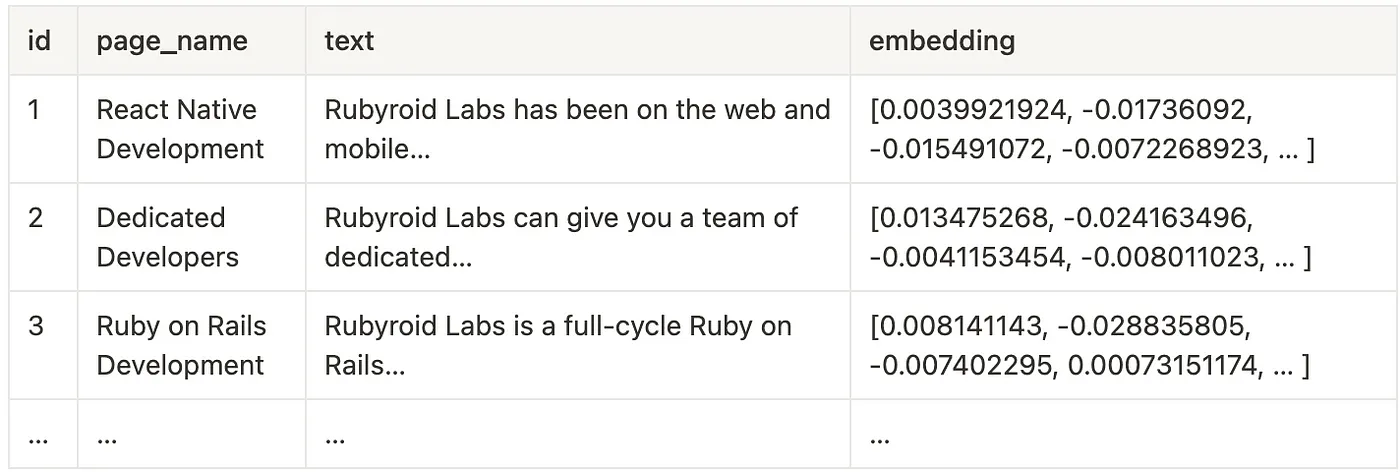 id page_name text embedding
1 React Native Rubyroid Labs has been on the web and [0.0039921924, -0.01736092,
Development mobile... -0.015491072, -0.0072268923, ... ]
2 Dedicated Rubyroid Labs can give you a team of [0.013475268, -0.024163496,
Developers dedicated... -0.0041153454, -0.008011023, ... ]
3 Ruby on Rails Rubyroid Labs is a full-cycle Ruby on [0.008141143, -0.028835805,
Development Rails... -0.007402295, 0.00073151174, ... ]
... ... ... ...